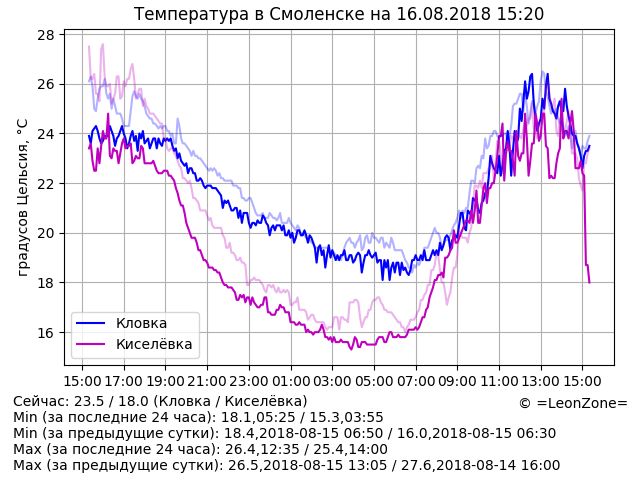 Температура в Смоленске на 16.08.2018 15:20
градусов Цельсия, °C
28
26
24
22
20
18
16
Кловка
Киселёвка
15:00 17:00 19:00 21:00 23:00 01:00 03:00 05:00 07:00 09:00 11:00 13:00 15:00
Сейчас: 23.5 / 18.0 (Кловка / Киселёвка)
© =LeonZone=
Min (за последние 24 часа): 18.1,05:25 / 15.3,03:55
Min (за предыдущие сутки): 18.4,2018-08-15 06:50 / 16.0,2018-08-15 06:30
Max (за последние 24 часа): 26.4,12:35 / 25.4,14:00
Max (за предыдущие сутки): 26.5,2018-08-15 13:05 / 27.6,2018-08-14 16:00